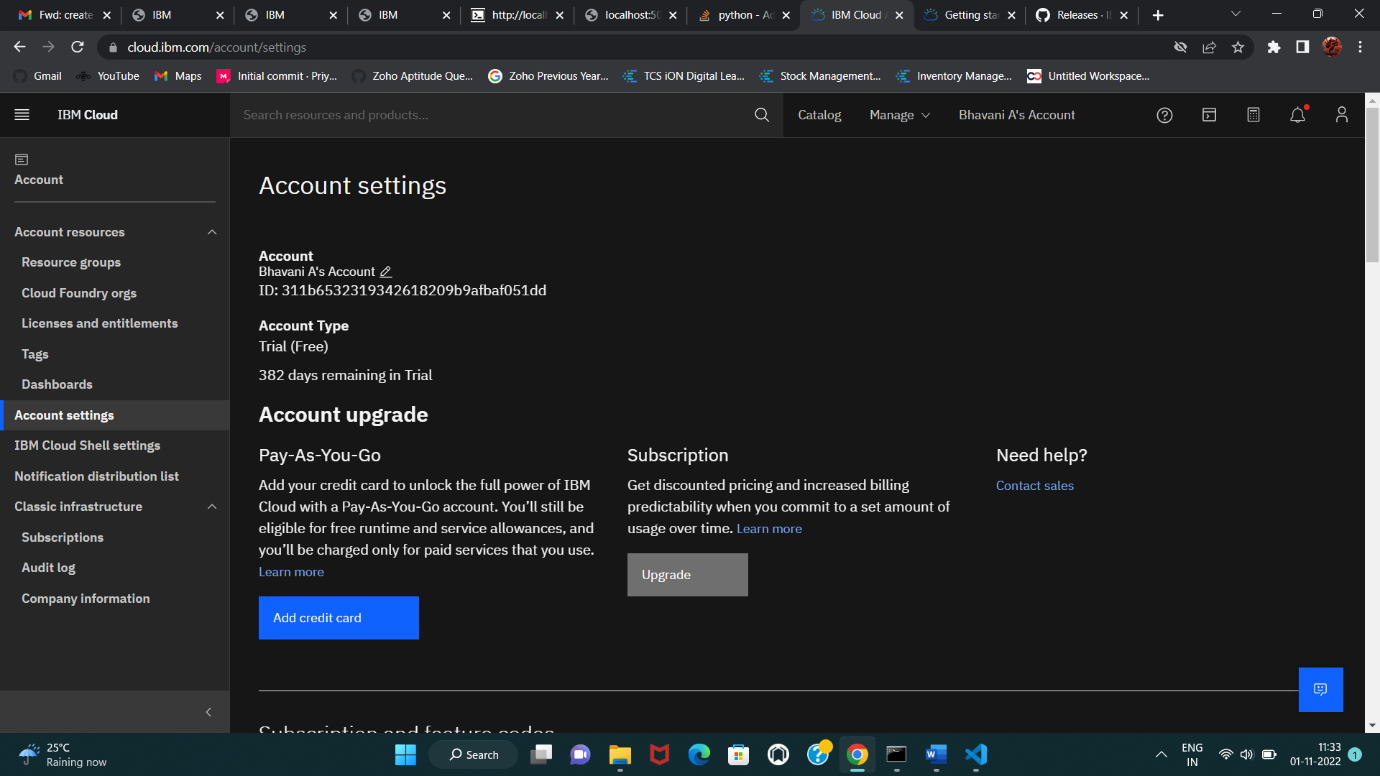 Fwd: create
IBM
IBM
IBM
http://locall
localhost:50
python - Ad
IBM Cloud A
Getting star
Releases · I
cloud.ibm.com/account/settings
Gmail
YouTube
Maps
Initial commit · Priy...
Zoho Aptitude Que...
Zoho Previous Year...
TCS iON Digital Lea...
Stock Management...
Inventory Manage...
Untitled Workspace...
IBM Cloud
Search resources and products...
Catalog
Manage
Bhavani A's Account
Account
Account resources
Resource groups
Cloud Foundry orgs
Licenses and entitlements
Tags
Dashboards
Account settings
IBM Cloud Shell settings
Notification distribution list
Classic infrastructure
Subscriptions
Audit log
Company information
Account settings
Account
Bhavani A's Account
ID: 311b6532319342618209b9afbaf051dd
Account Type
Trial (Free)
382 days remaining in Trial
Account upgrade
Pay-As-You-Go
Add your credit card to unlock the full power of IBM
Cloud with a Pay-As-You-Go account. You’ll still be
eligible for free runtime and service allowances, and
you’ll be charged only for paid services that you use.
Learn more
Add credit card
Subscription
Get discounted pricing and increased billing
predictability when you commit to a set amount of
usage over time. Learn more
Upgrade
Need help?
Contact sales
Subscription and feature codes
25°C
Raining now
Search
ENG
IN
11:33
01-11-2022
1